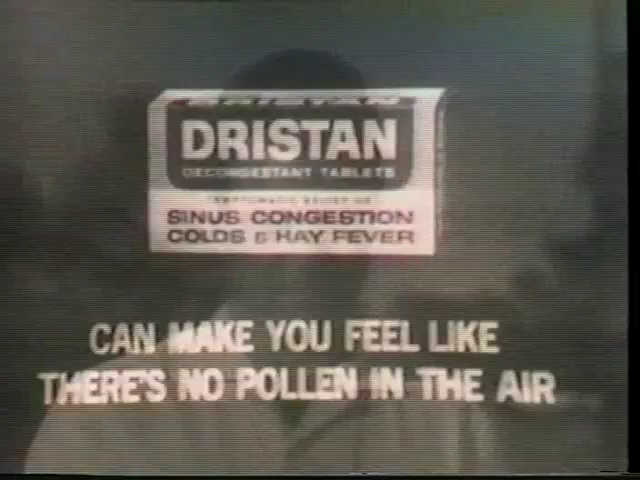 DRISTAN
DECONGESTANT TABLETS
SINUS CONGESTION
COLDS & HAY FEVER
CAN MAKE YOU FEEL LIKE
THERE'S NO POLLEN IN THE AIR